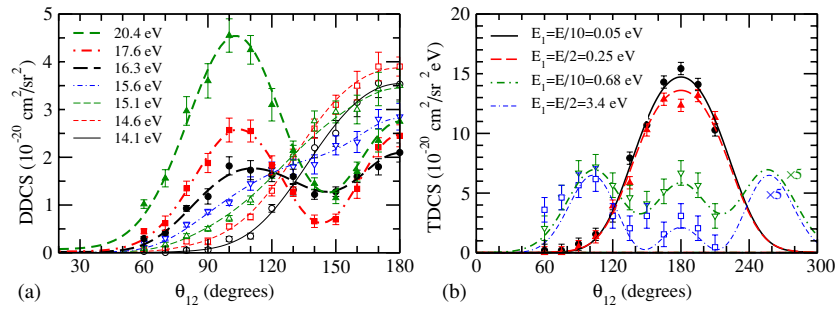 20.4 eV
17.6 eV
16.3 eV
15.6 eV
15.1 eV
14.6 eV
14.1 eV
DDCS (10⁻²⁰ cm²/sr²)
5
4
3
2
1
0
30 60 90 120 150 180
(a)
θ₁₂ (degrees)
E₁=E/10=0.05 eV
E₁=E/2=0.25 eV
E₁=E/10=0.68 eV
E₁=E/2=3.4 eV
TDCS (10⁻²⁰ cm²/sr² eV)
20
15
10
5
0
×5
×5
0 60 120 180 240 300
(b)
θ₁₂ (degrees)